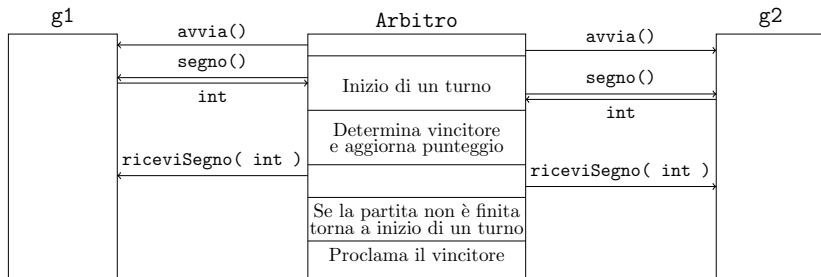 g1
Arbitro
g2
avvia()
avvia()
segno()
segno()
Inizio di un turno
int
int
Determina vincitore
e aggiorna punteggio
riceviSegno( int )
riceviSegno( int )
Se la partita non è finita
torna a inizio di un turno
Proclama il vincitore